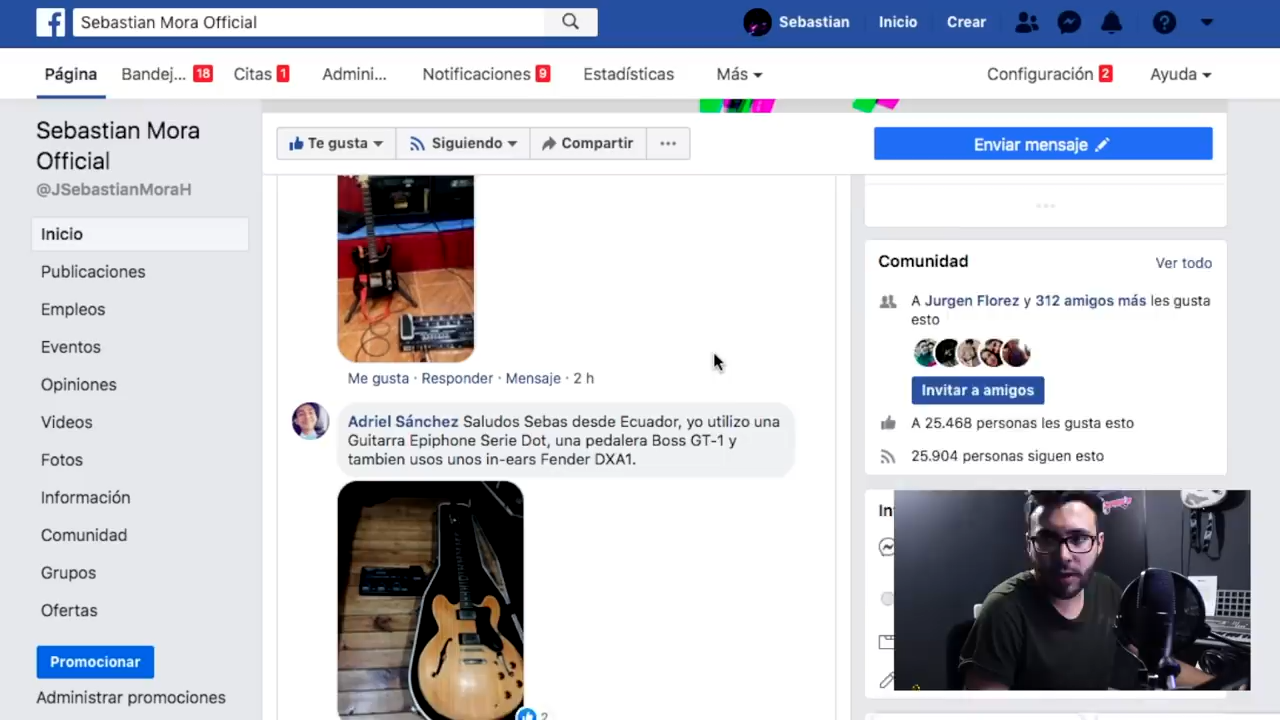 Sebastian Mora Official
Sebastian
Inicio
Crear
Página
Bandej... 18
Citas 1
Admini...
Notificaciones 9
Estadísticas
Más
Configuración 2
Ayuda
Sebastian Mora
Official
@JSebastianMoraH
Inicio
Publicaciones
Empleos
Eventos
Opiniones
Videos
Fotos
Información
Comunidad
Grupos
Ofertas
Promocionar
Administrar promociones
Te gusta
Siguiendo
Compartir
...
Enviar mensaje
Me gusta · Responder · Mensaje · 2 h
Adriel Sánchez Saludos Sebas desde Ecuador, yo utilizo una
Guitarra Epiphone Serie Dot, una pedalera Boss GT-1 y
tambien usos unos in-ears Fender DXA1.
2
...
Comunidad
Ver todo
A Jurgen Florez y 312 amigos más les gusta
esto
Invitar a amigos
A 25.468 personas les gusta esto
25.904 personas siguen esto